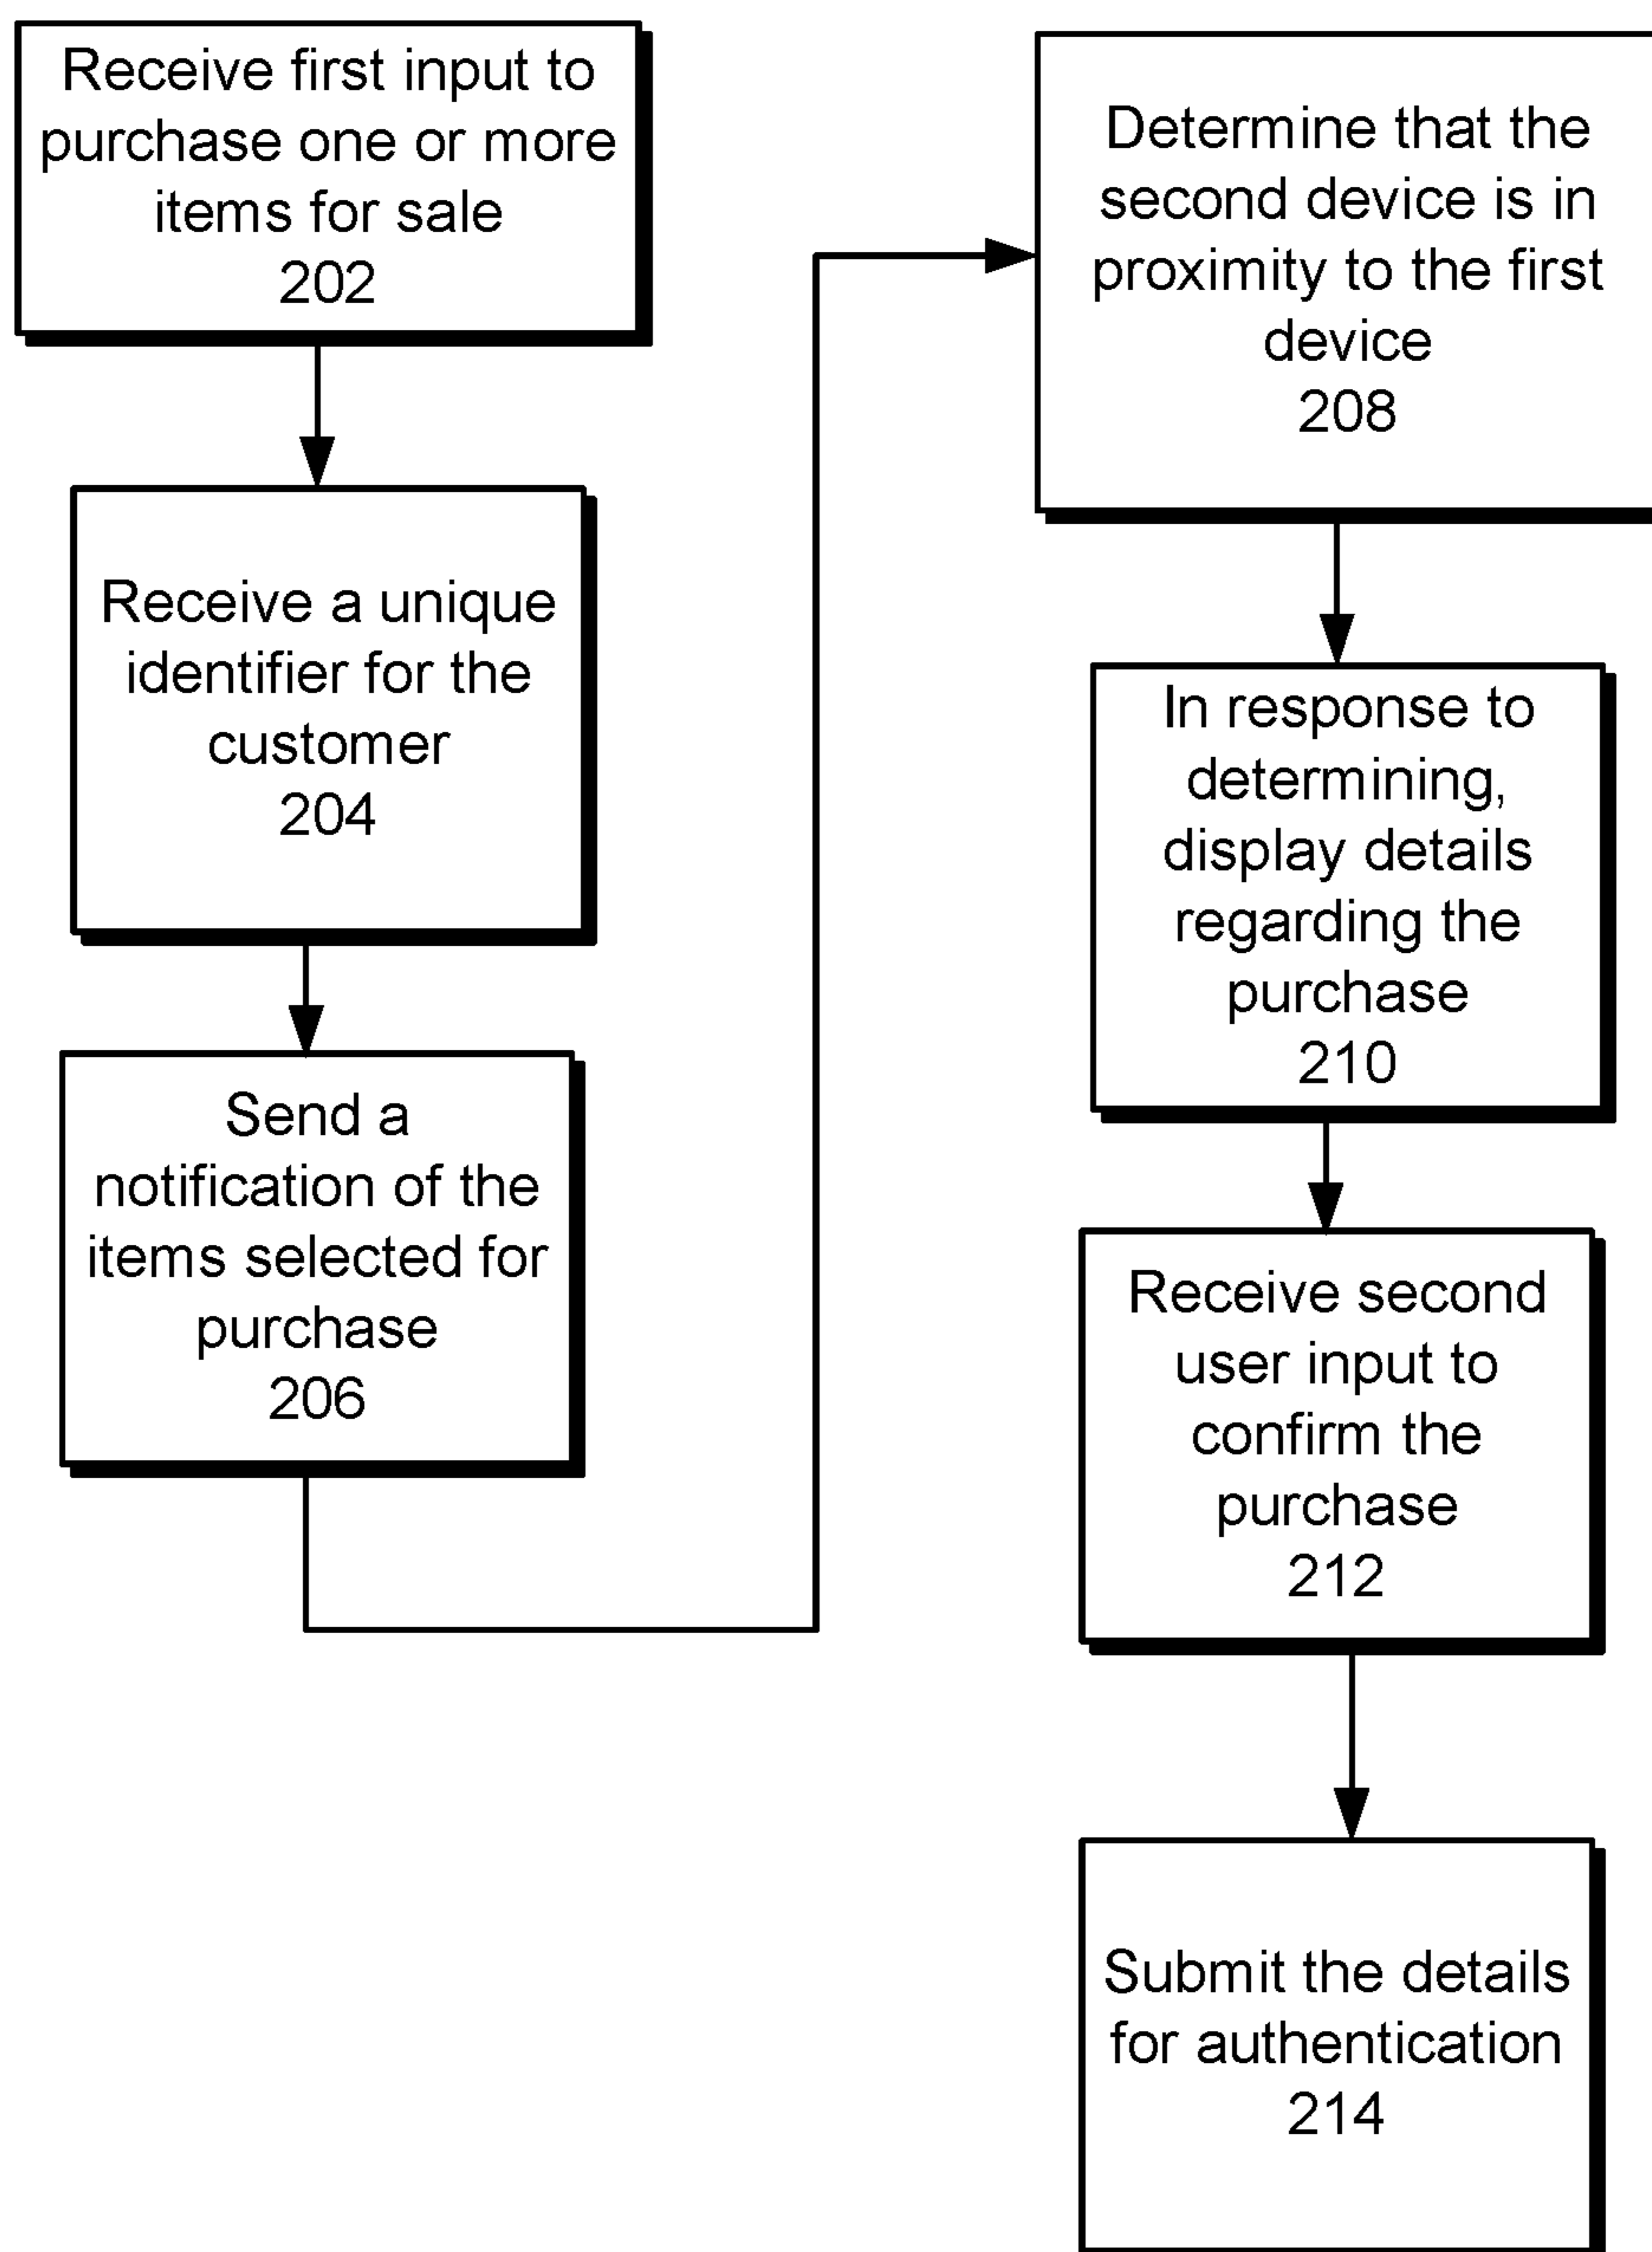 Receive first input to
purchase one or more
items for sale
202
Receive a unique
identifier for the
customer
204
Send a
notification of the
items selected for
purchase
206
Determine that the
second device is in
proximity to the first
device
208
In response to
determining,
display details
regarding the
purchase
210
Receive second
user input to
confirm the
purchase
212
Submit the details
for authentication
214